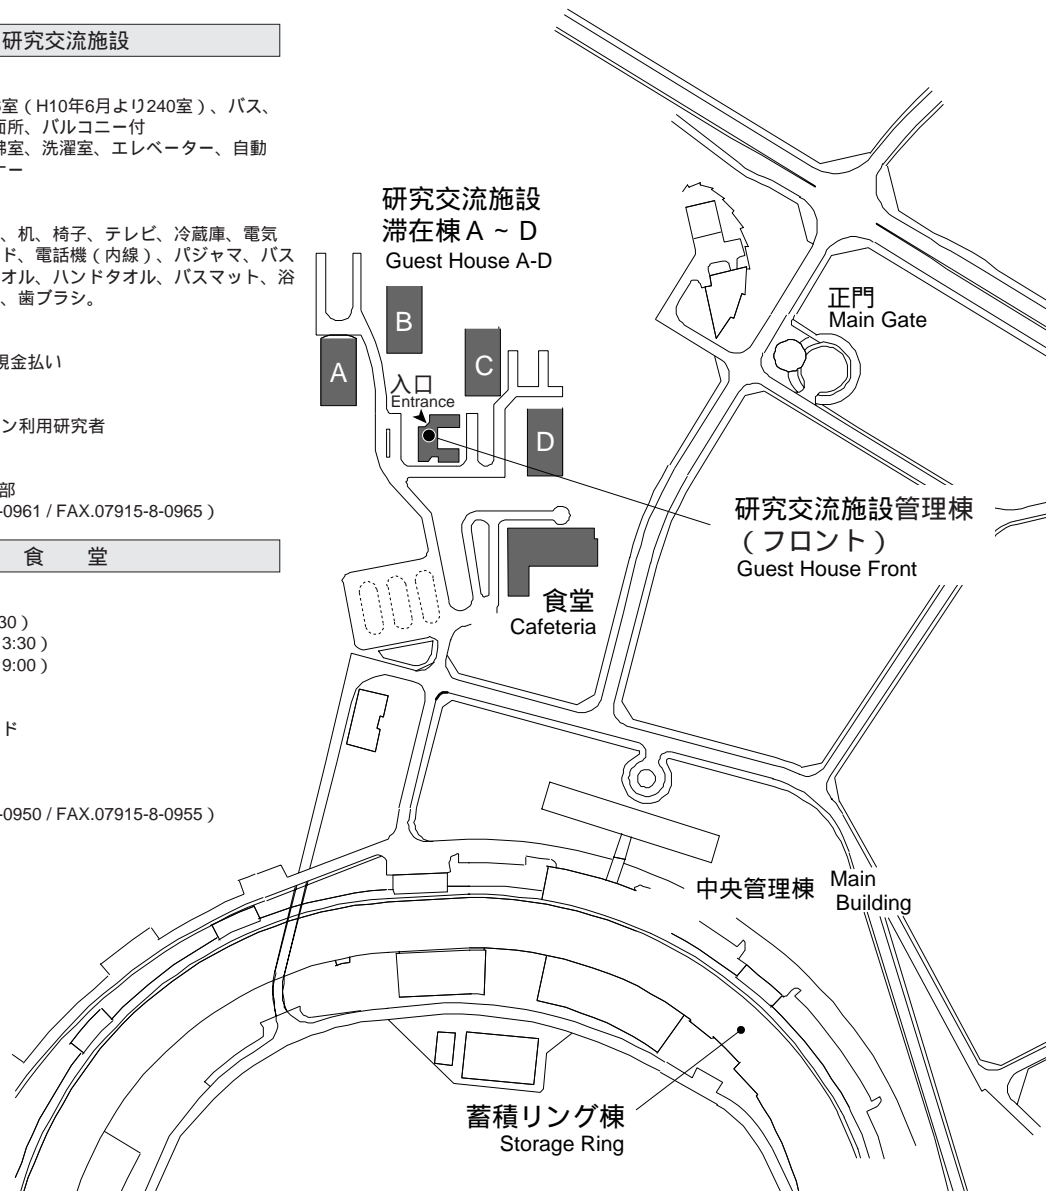 研究交流施設
室（H10年6月より240室）、バス、
面所、バルコニー付
室、洗濯室、エレベーター、自動
ナー
、机、椅子、テレビ、冷蔵庫、電気
ド、電話機（内線）、パジャマ、バス
オル、ハンドタオル、バスマット、浴
、歯ブラシ。
現金払い
ン利用研究者
部
-0961 / FAX.07915-8-0965）
食　堂
30）
3:30）
9:00）
ド
-0950 / FAX.07915-8-0955）
研究交流施設
滞在棟A～D
Guest House A-D
A
B
C
D
入口
Entrance
正門
Main Gate
研究交流施設管理棟
（フロント）
Guest House Front
食堂
Cafeteria
中央管理棟 Main
Building
蓄積リング棟
Storage Ring